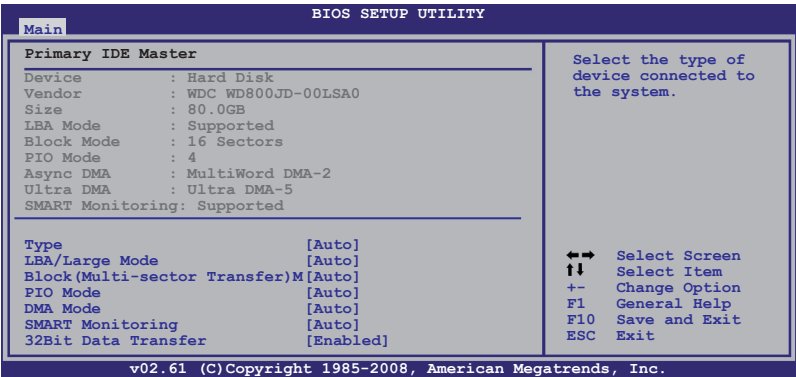 BIOS SETUP UTILITY
Main
Primary IDE Master
Device : Hard Disk
Vendor : WDC WD800JD-00LSA0
Size : 80.0GB
LBA Mode : Supported
Block Mode : 16 Sectors
PIO Mode : 4
Async DMA : MultiWord DMA-2
Ultra DMA : Ultra DMA-5
SMART Monitoring: Supported
Type [Auto]
LBA/Large Mode [Auto]
Block(Multi-sector Transfer)M[Auto]
PIO Mode [Auto]
DMA Mode [Auto]
SMART Monitoring [Auto]
32Bit Data Transfer [Enabled]
Select the type of
device connected to
the system.
←→ Select Screen
↑↓ Select Item
+- Change Option
F1 General Help
F10 Save and Exit
ESC Exit
v02.61 (C)Copyright 1985-2008, American Megatrends, Inc.